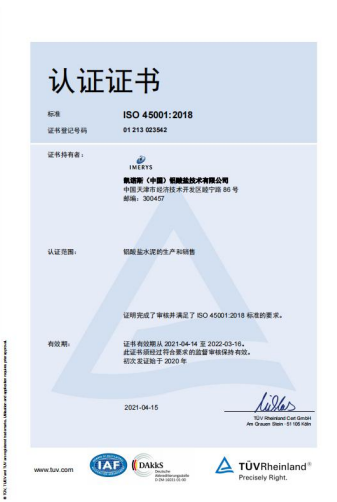 认证证书
标准
ISO 45001:2018
证书登记号码
01 213 023542
证书持有者：
IMERYS
凯诺斯（中国）铝酸盐技术有限公司
中国天津市经济技术开发区睦宁路 86 号
邮编：300457
认证范围：
铝酸盐水泥的生产和销售
证明完成了审核并满足了 ISO 45001:2018 标准的要求。
有效期：
证书有效期从 2021-04-14 至 2022-03-16。
此证书须经过符合要求的监督审核保持有效。
初次发证始于 2020 年
2021-04-15
TÜV Rheinland Cert GmbH
Am Grauen Stein · 51105 Köln
www.tuv.com
IAF
DAkkS
Deutsche
Akkreditierungsstelle
D-ZM-14031-01-00
TÜVRheinland®
Precisely Right.